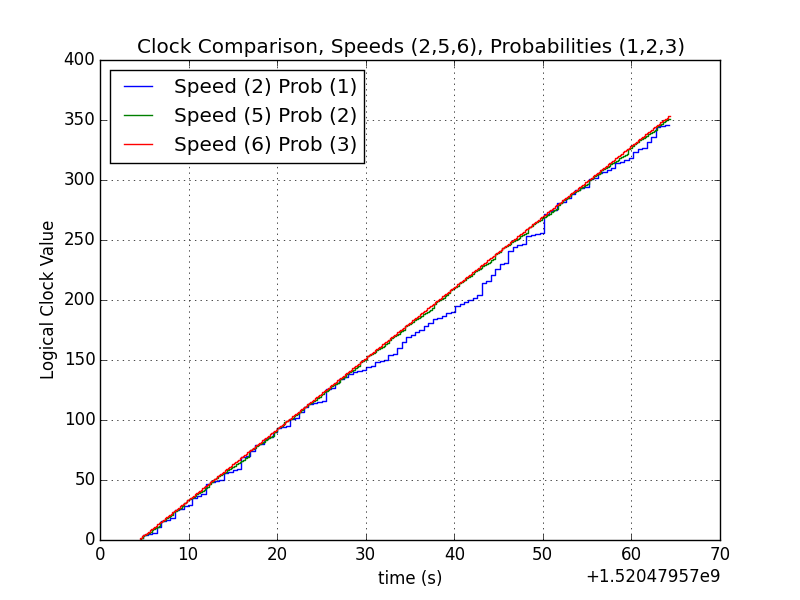 Clock Comparison, Speeds (2,5,6), Probabilities (1,2,3)
400
350
300
250
200
150
100
50
0
Speed (2) Prob (1)
Speed (5) Prob (2)
Speed (6) Prob (3)
Logical Clock Value
0 10 20 30 40 50 60 70
time (s)
+1.52047957e9